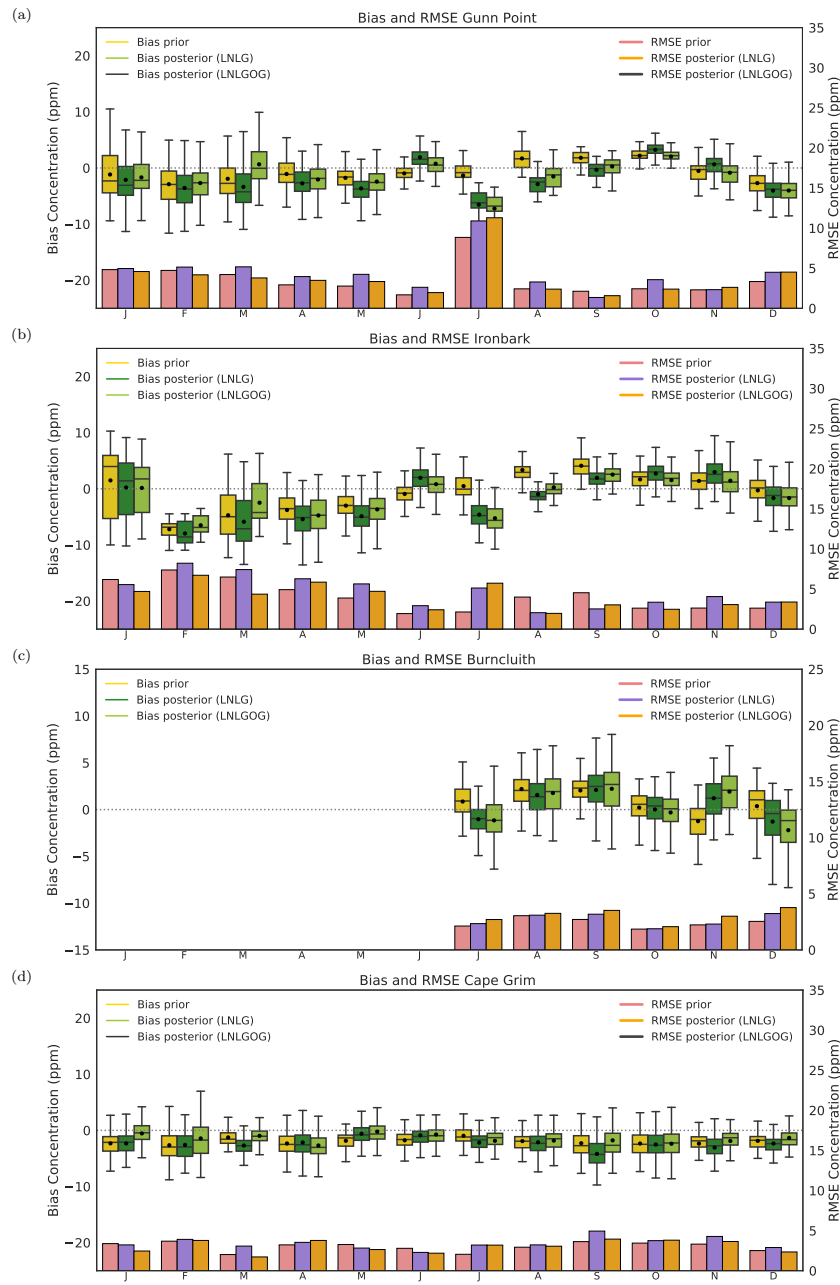 (a)
Bias and RMSE Gunn Point
Bias prior
Bias posterior (LNLG)
Bias posterior (LNLGOG)
RMSE prior
RMSE posterior (LNLG)
RMSE posterior (LNLGOG)
Bias Concentration (ppm)
20
10
0
−10
−20
RMSE Concentration (ppm)
35
30
25
20
15
10
5
0
J F M A M J J A S O N D
(b)
Bias and RMSE Ironbark
Bias prior
Bias posterior (LNLG)
Bias posterior (LNLGOG)
RMSE prior
RMSE posterior (LNLG)
RMSE posterior (LNLGOG)
Bias Concentration (ppm)
20
10
0
−10
−20
RMSE Concentration (ppm)
35
30
25
20
15
10
5
0
J F M A M J J A S O N D
(c)
Bias and RMSE Burncluith
Bias prior
Bias posterior (LNLG)
Bias posterior (LNLGOG)
RMSE prior
RMSE posterior (LNLG)
RMSE posterior (LNLGOG)
Bias Concentration (ppm)
15
10
5
0
−5
−10
−15
RMSE Concentration (ppm)
25
20
15
10
5
0
J F M A M J J A S O N D
(d)
Bias and RMSE Cape Grim
Bias prior
Bias posterior (LNLG)
Bias posterior (LNLGOG)
RMSE prior
RMSE posterior (LNLG)
RMSE posterior (LNLGOG)
Bias Concentration (ppm)
20
10
0
−10
−20
RMSE Concentration (ppm)
35
30
25
20
15
10
5
0
J F M A M J J A S O N D